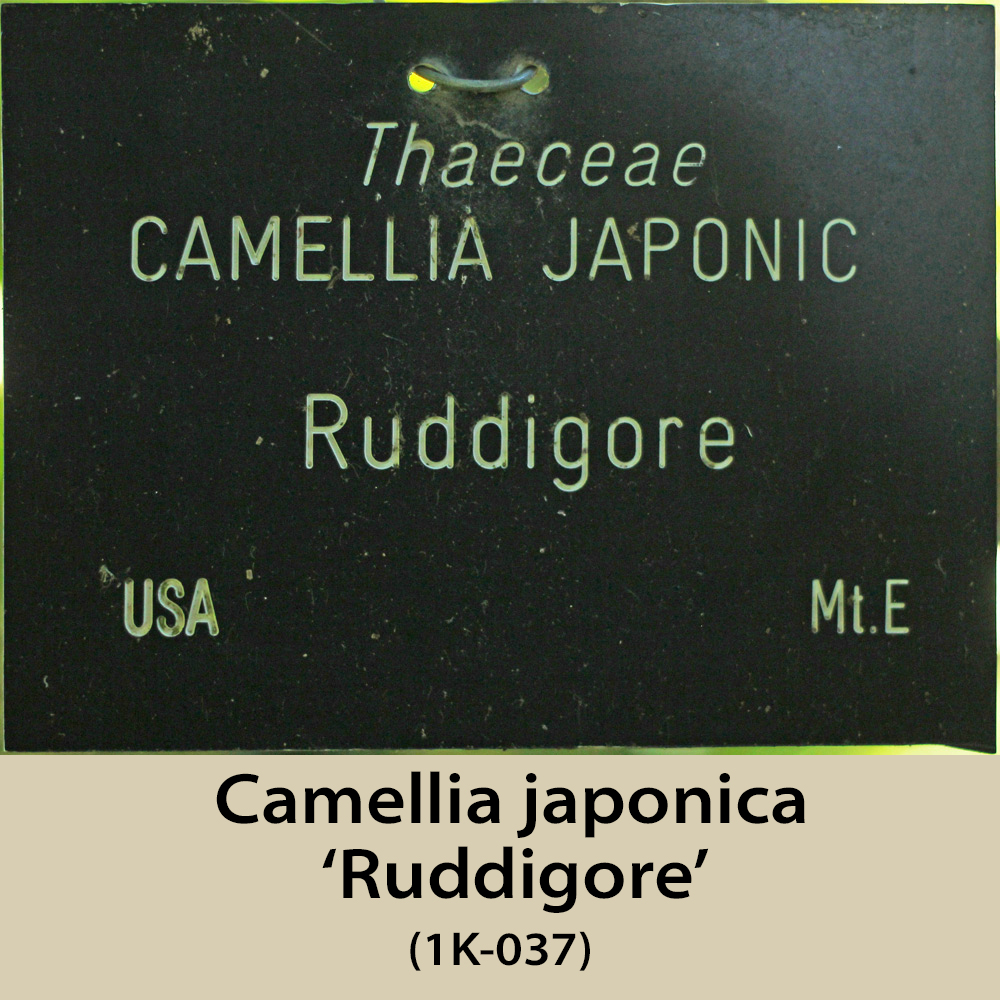 Thaeceae
CAMELLIA JAPONIC
Ruddigore
USA Mt.E
Camellia japonica
‘Ruddigore’
(1K-037)